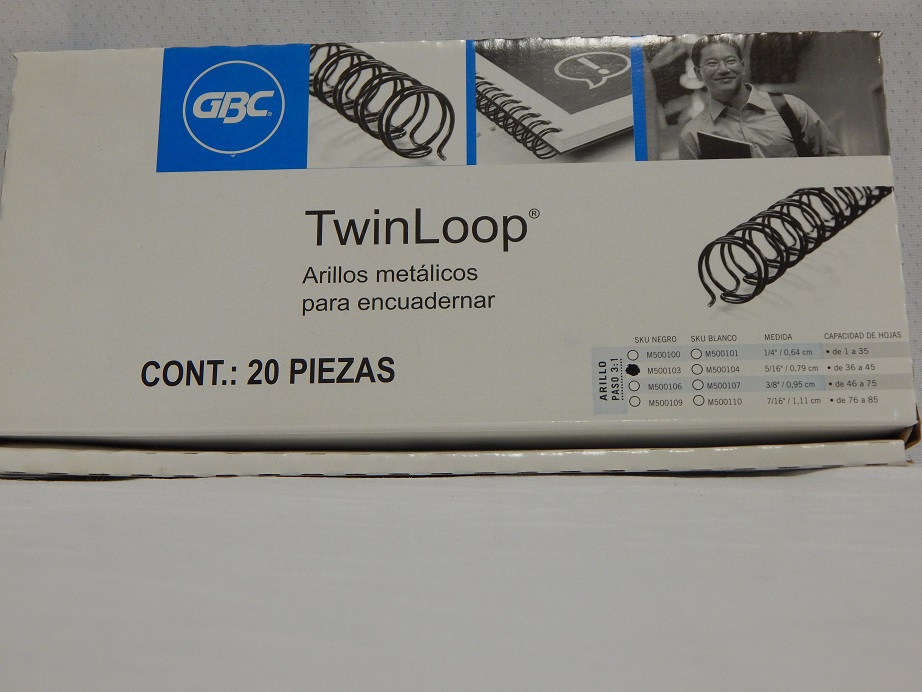 GBC
TwinLoop®
Arillos metálicos
para encuadernar
CONT.: 20 PIEZAS
ARILLO
PASO 3:1
SKU NEGRO SKU BLANCO MEDIDA CAPACIDAD DE HOJAS
M500100 M500101 1/4" / 0,64 cm • de 1 a 35
M500103 M500104 5/16" / 0,79 cm • de 36 a 45
M500106 M500107 3/8" / 0,95 cm • de 46 a 75
M500109 M500110 7/16" / 1,11 cm • de 76 a 85